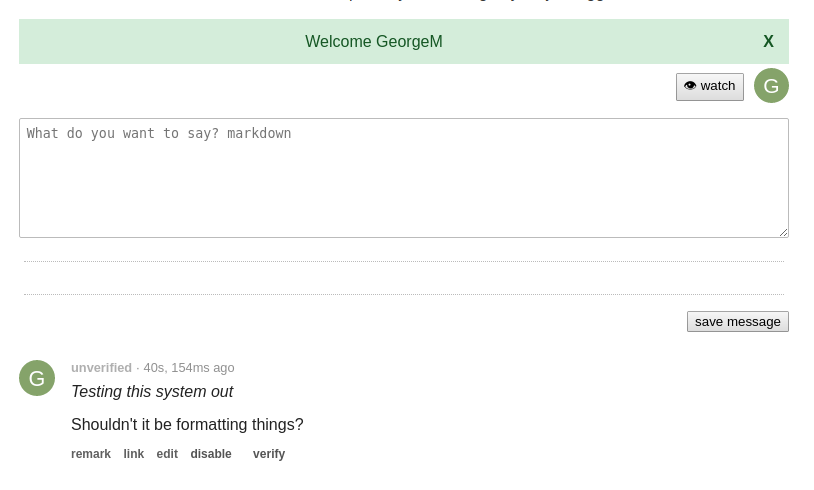 Welcome GeorgeM X
watch G
What do you want to say? markdown
save message
G unverified · 40s, 154ms ago
Testing this system out
Shouldn't it be formatting things?
remark link edit disable verify